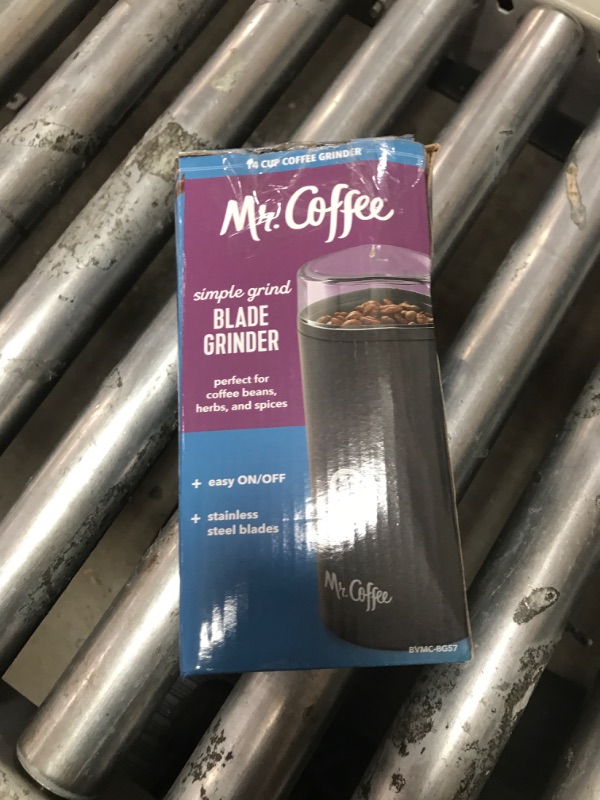 14 CUP COFFEE GRINDER
Mr. Coffee
simple grind
BLADE
GRINDER
perfect for
coffee beans,
herbs, and spices
+ easy ON/OFF
+ stainless
steel blades
Mr. Coffee
BVMC-BG57